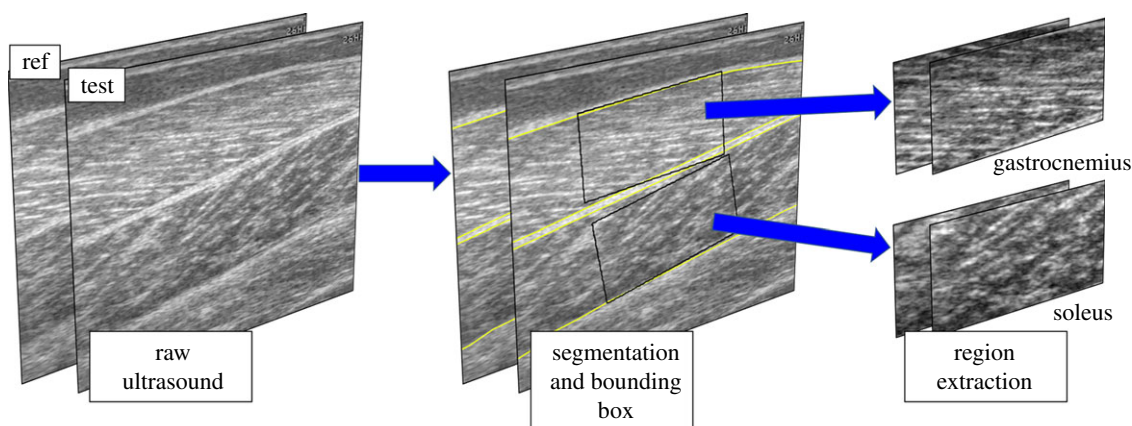 ref
test
raw
ultrasound
segmentation
and bounding
box
gastrocnemius
soleus
region
extraction